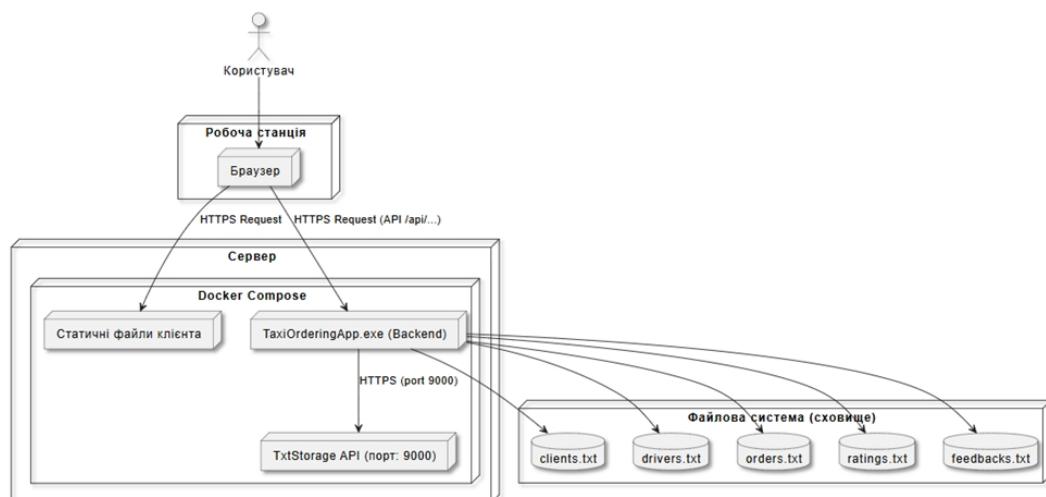 Користувач
Робоча станція
Браузер
HTTPS Request
HTTPS Request (API /api/...)
Сервер
Docker Compose
Статичні файли клієнта
TaxiOrderingApp.exe (Backend)
HTTPS (port 9000)
TxtStorage API (порт: 9000)
Файлова система (сховище)
clients.txt
drivers.txt
orders.txt
ratings.txt
feedbacks.txt